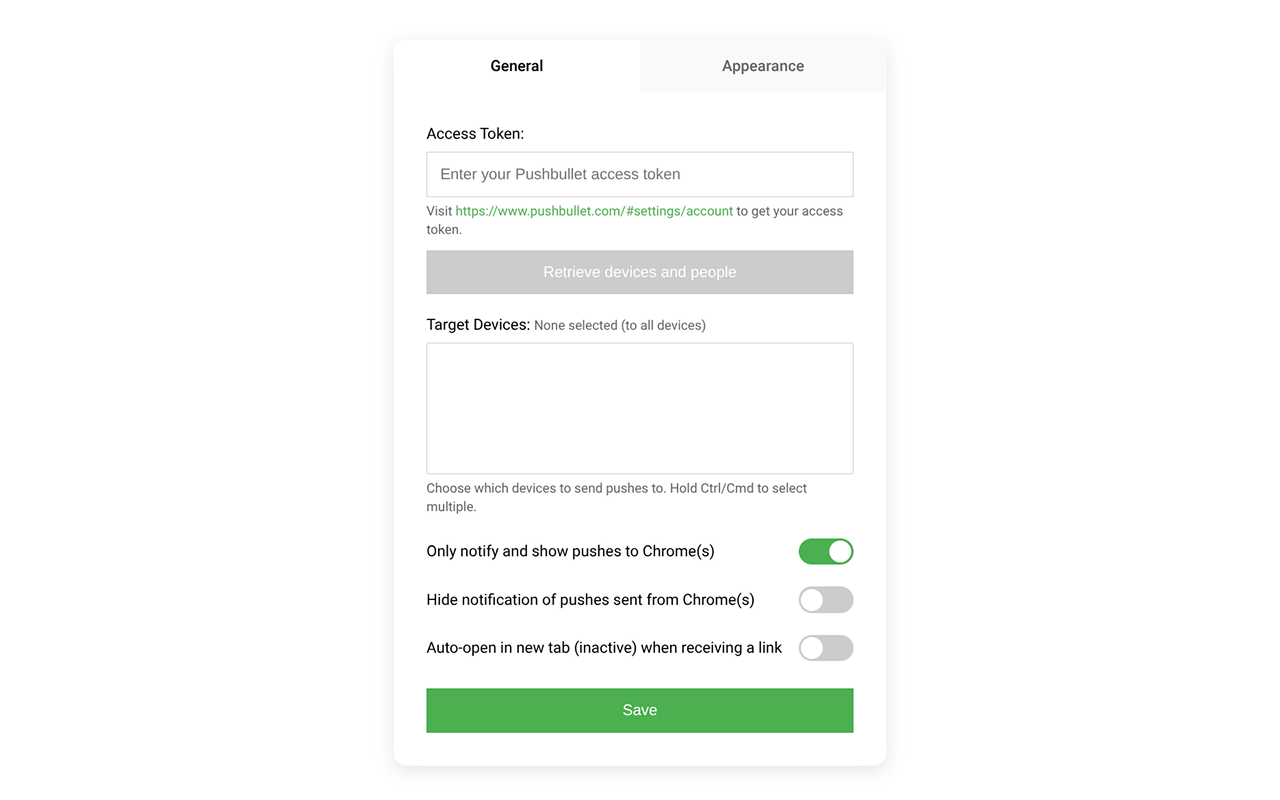 General
Appearance
Access Token:
Enter your Pushbullet access token
Visit https://www.pushbullet.com/#settings/account to get your access
token.
Retrieve devices and people
Target Devices: None selected (to all devices)
Choose which devices to send pushes to. Hold Ctrl/Cmd to select
multiple.
Only notify and show pushes to Chrome(s)
Hide notification of pushes sent from Chrome(s)
Auto-open in new tab (inactive) when receiving a link
Save